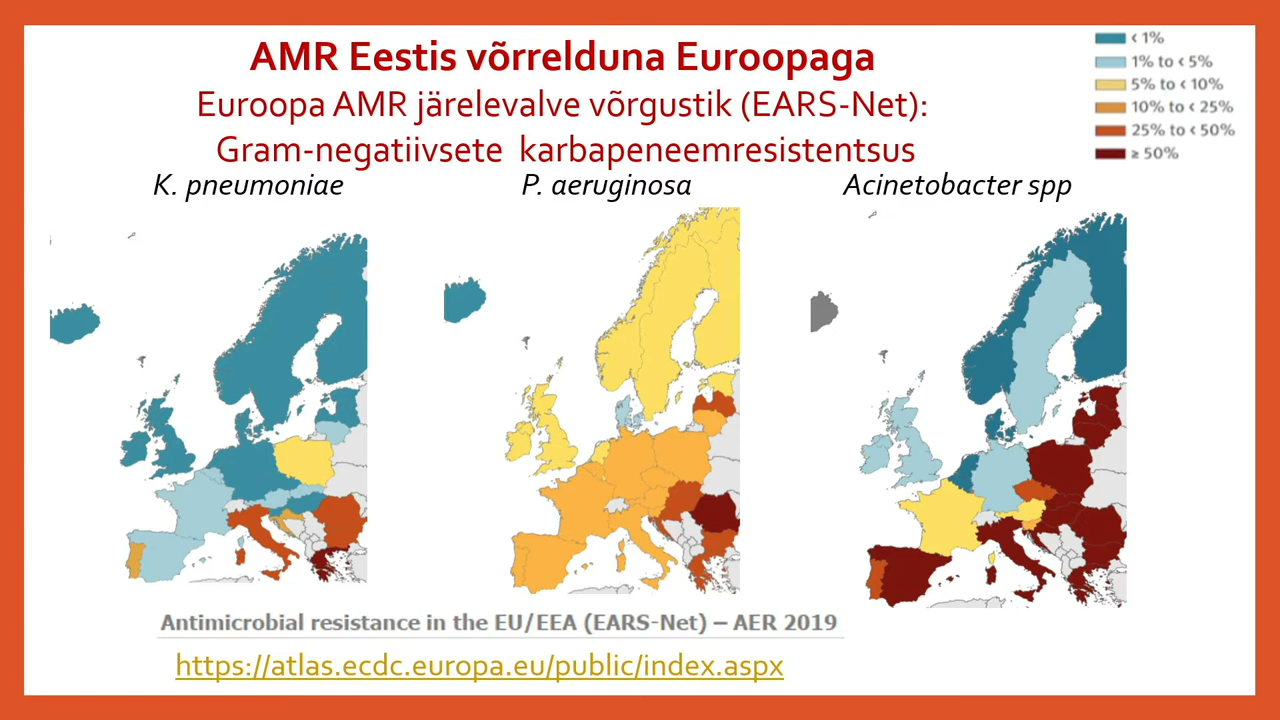 AMR Eestis võrrelduna Euroopaga
Euroopa AMR järelevalve võrgustik (EARS-Net):
Gram-negatiivsete karbapeneemresistentsus
< 1%
1% to < 5%
5% to < 10%
10% to < 25%
25% to < 50%
≥ 50%
K. pneumoniae
P. aeruginosa
Acinetobacter spp
Antimicrobial resistance in the EU/EEA (EARS-Net) – AER 2019
https://atlas.ecdc.europa.eu/public/index.aspx